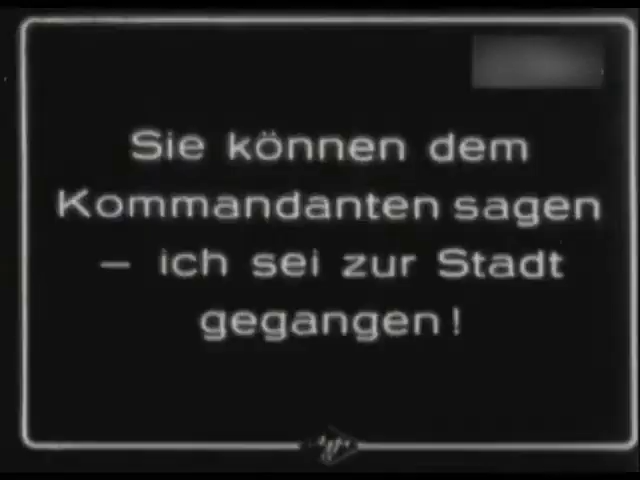 Sie können dem
Kommandanten sagen
– ich sei zur Stadt
gegangen!